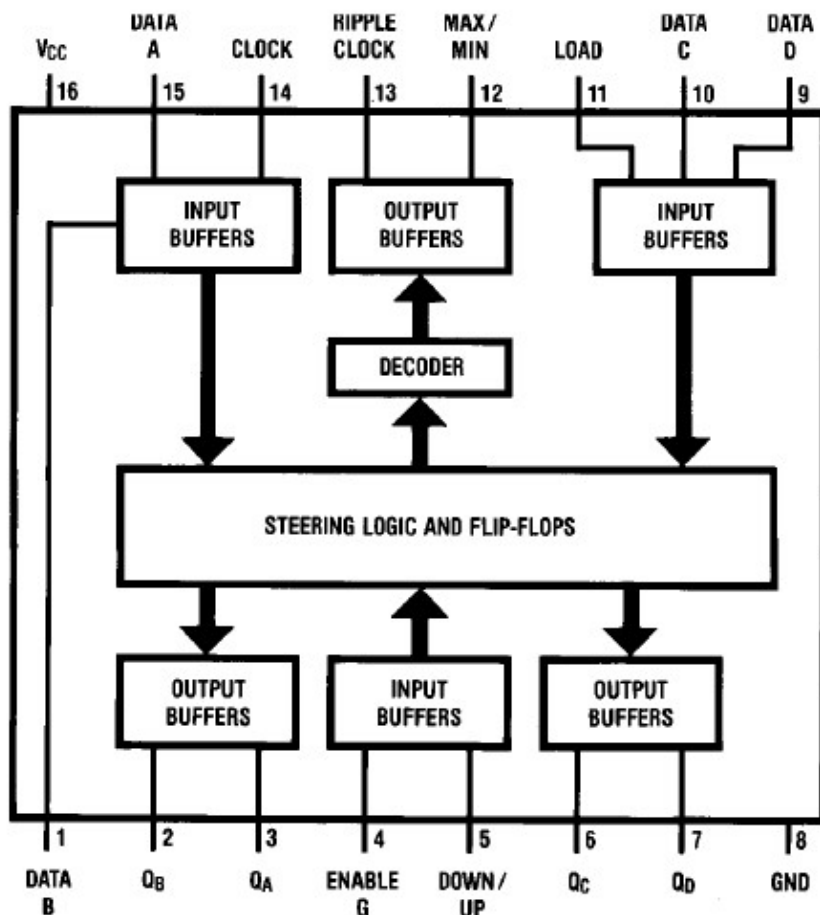 DATA RIPPLE MAX / DATA DATA
VCC A CLOCK CLOCK MIN LOAD C D
16 15 14 13 12 11 10 9
INPUT BUFFERS
OUTPUT BUFFERS
INPUT BUFFERS
DECODER
STEERING LOGIC AND FLIP-FLOPS
OUTPUT BUFFERS
INPUT BUFFERS
OUTPUT BUFFERS
1 2 3 4 5 6 7 8
DATA QB QA ENABLE DOWN / QC QD GND
B G UP